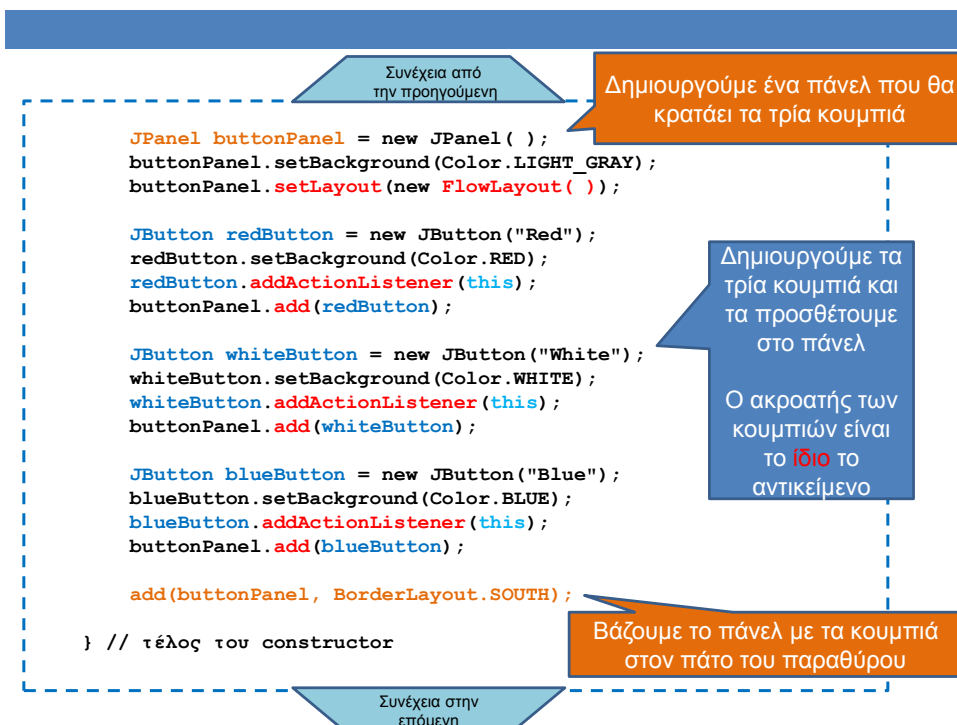 Συνέχεια από
την προηγούμενη
Δημιουργούμε ένα πάνελ που θα
κρατάει τα τρία κουμπιά
JPanel buttonPanel = new JPanel( );
buttonPanel.setBackground(Color.LIGHT_GRAY);
buttonPanel.setLayout(new FlowLayout( ));
JButton redButton = new JButton("Red");
redButton.setBackground(Color.RED);
redButton.addActionListener(this);
buttonPanel.add(redButton);
JButton whiteButton = new JButton("White");
whiteButton.setBackground(Color.WHITE);
whiteButton.addActionListener(this);
buttonPanel.add(whiteButton);
JButton blueButton = new JButton("Blue");
blueButton.setBackground(Color.BLUE);
blueButton.addActionListener(this);
buttonPanel.add(blueButton);
Δημιουργούμε τα
τρία κουμπιά και
τα προσθέτουμε
στο πάνελ
Ο ακροατής των
κουμπιών είναι
το ίδιο το
αντικείμενο
add(buttonPanel, BorderLayout.SOUTH);
} // τέλος του constructor
Βάζουμε το πάνελ με τα κουμπιά
στον πάτο του παραθύρου
Συνέχεια στην
επόμενη